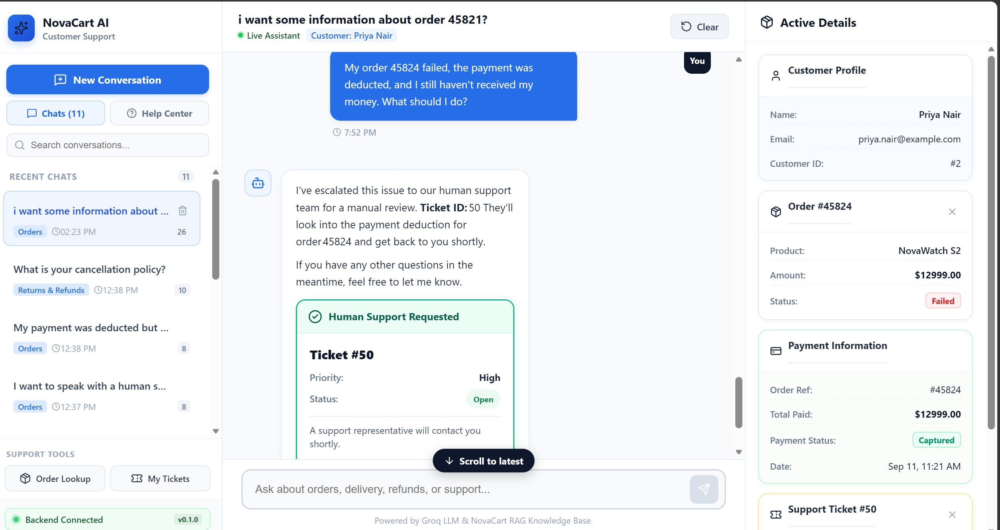 NovaCart AI
Customer Support
New Conversation
Chats (11)
Help Center
Search conversations...
RECENT CHATS
11
i want some information about ...
Orders
02:23 PM
26
What is your cancellation policy?
Returns & Refunds
12:38 PM
10
My payment was deducted but ...
Orders
12:38 PM
8
I want to speak with a human s...
Orders
12:37 PM
8
SUPPORT TOOLS
Order Lookup
My Tickets
Backend Connected
v0.1.0
i want some information about order 45821?
Live Assistant
Customer: Priya Nair
Clear
You
My order 45824 failed, the payment was
deducted, and I still haven't received my
money. What should I do?
7:52 PM
I’ve escalated this issue to our human support
team for a manual review. Ticket ID: 50 They’ll
look into the payment deduction for
order 45824 and get back to you shortly.
If you have any other questions in the
meantime, feel free to let me know.
Human Support Requested
Ticket #50
Priority:
High
Status:
Open
A support representative will contact you
shortly.
Scroll to latest
Ask about orders, delivery, refunds, or support...
Powered by Groq LLM & NovaCart RAG Knowledge Base.
Active Details
Customer Profile
Name:
Priya Nair
Email:
priya.nair@example.com
Customer ID:
#2
Order #45824
Product:
NovaWatch S2
Amount:
$12999.00
Status:
Failed
Payment Information
Order Ref:
#45824
Total Paid:
$12999.00
Payment Status:
Captured
Date:
Sep 11, 11:21 AM
Support Ticket #50